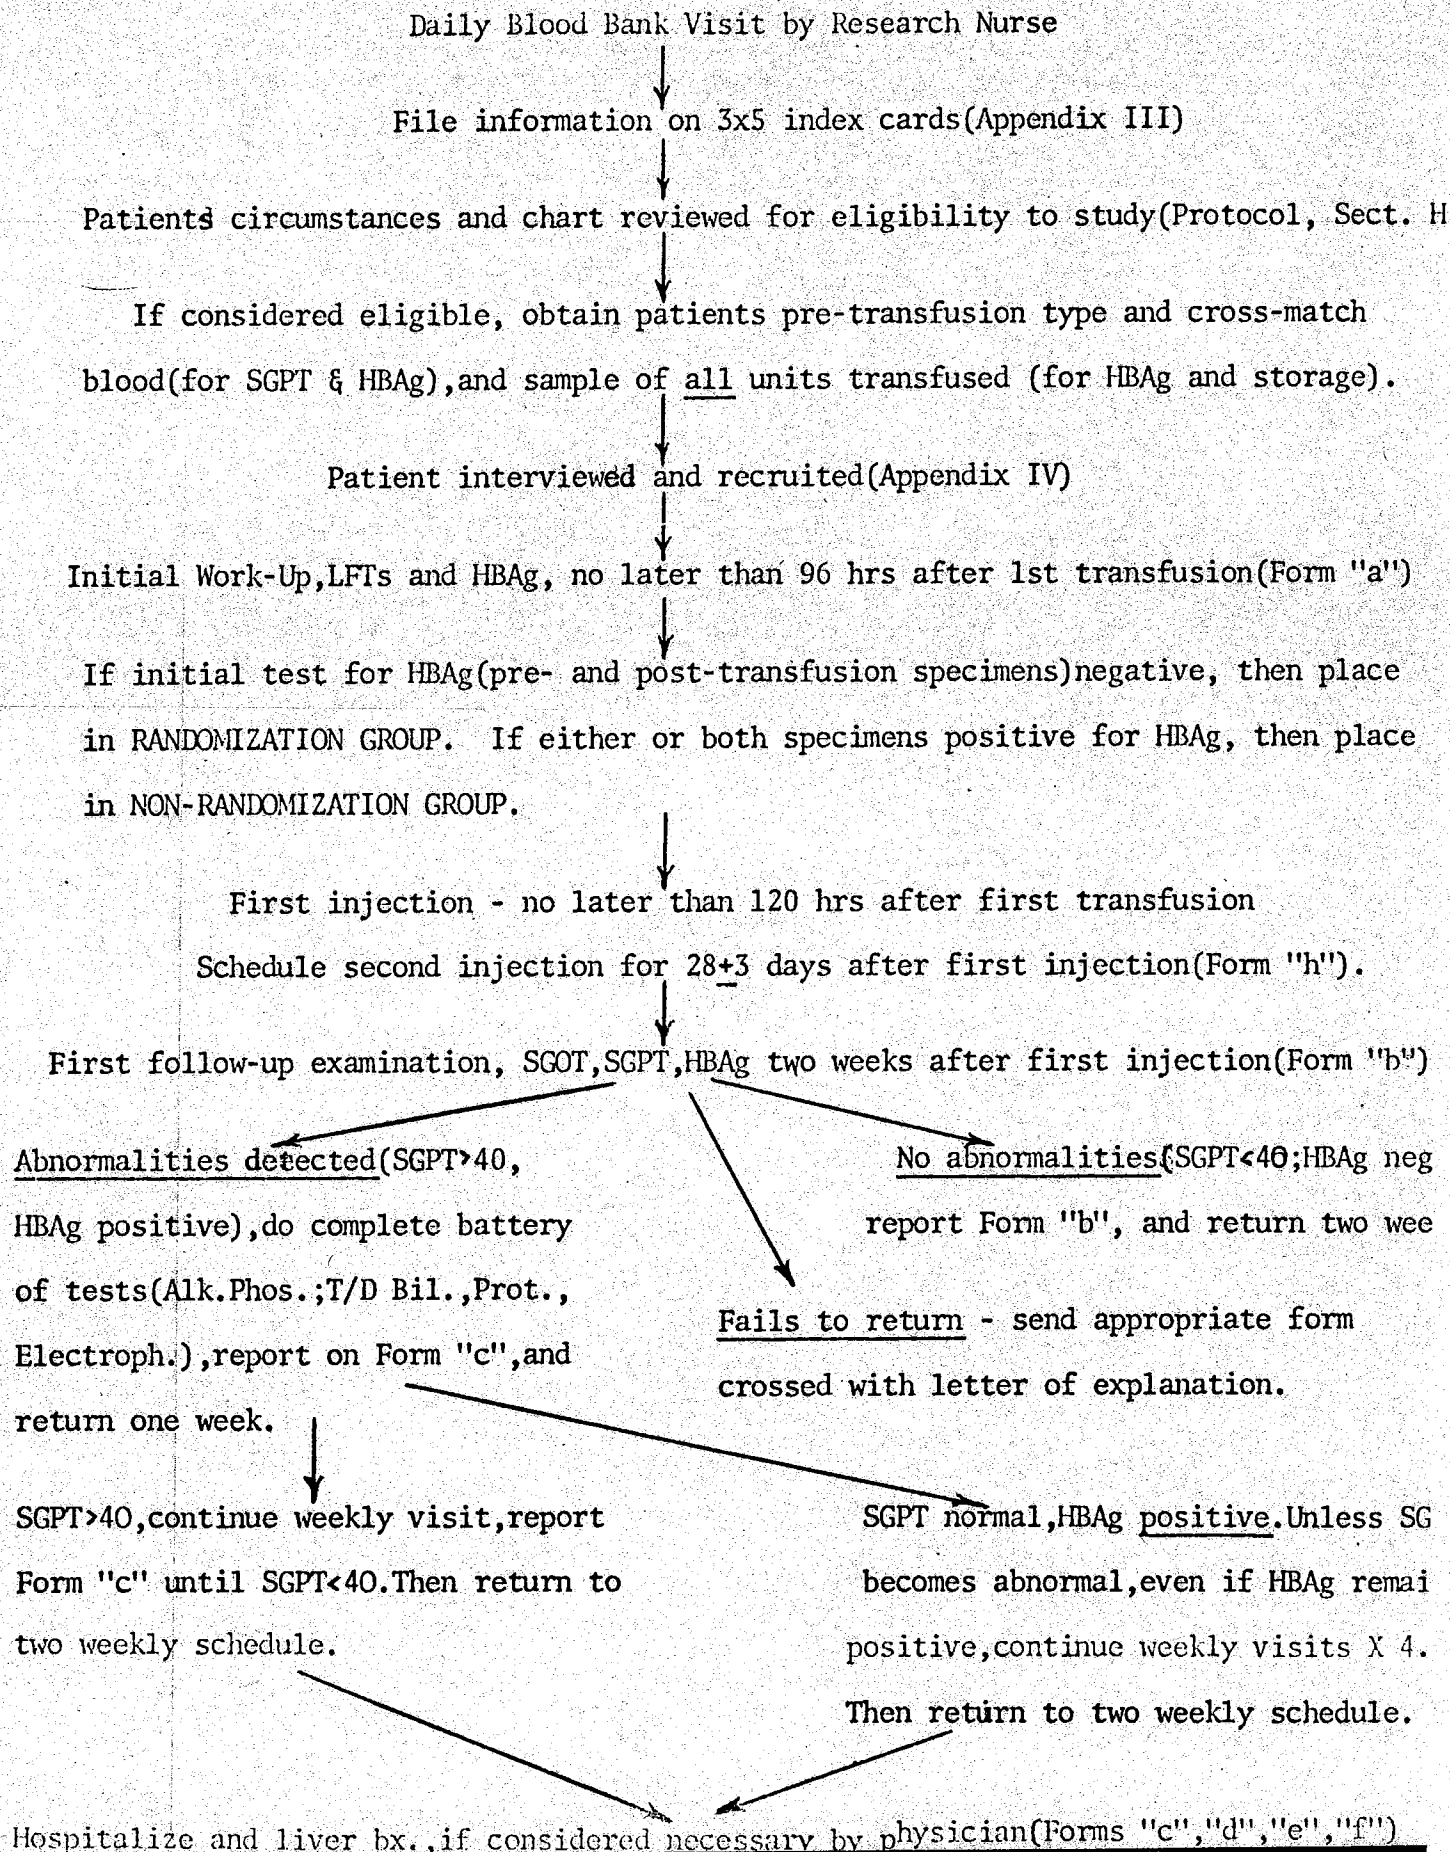 Daily Blood Bank Visit by Research Nurse
File information on 3x5 index cards(Appendix III)
Patients circumstances and chart reviewed for eligibility to study(Protocol, Sect. H
If considered eligible, obtain patients pre-transfusion type and cross-match
blood(for SGPT & HBAg),and sample of all units transfused (for HBAg and storage).
Patient interviewed and recruited(Appendix IV)
Initial Work-Up,LFTs and HBAg, no later than 96 hrs after 1st transfusion(Form "a")
If initial test for HBAg(pre- and post-transfusion specimens)negative, then place
in RANDOMIZATION GROUP. If either or both specimens positive for HBAg, then place
in NON-RANDOMIZATION GROUP.
First injection - no later than 120 hrs after first transfusion
Schedule second injection for 28±3 days after first injection(Form "h").
First follow-up examination, SGOT,SGPT,HBAg two weeks after first injection(Form "b")
Abnormalities detected(SGPT>40,
HBAg positive),do complete battery
of tests(Alk.Phos.;T/D Bil.,Prot.,
Electroph.),report on Form "c",and
return one week.
No abnormalities(SGPT<40;HBAg neg
report Form "b", and return two wee
Fails to return - send appropriate form
crossed with letter of explanation.
SGPT>40,continue weekly visit,report
Form "c" until SGPT<40.Then return to
two weekly schedule.
SGPT normal,HBAg positive.Unless SG
becomes abnormal,even if HBAg remai
positive,continue weekly visits X 4.
Then return to two weekly schedule.
Hospitalize and liver bx.,if considered necessary by physician(Forms "c","d","e","f")